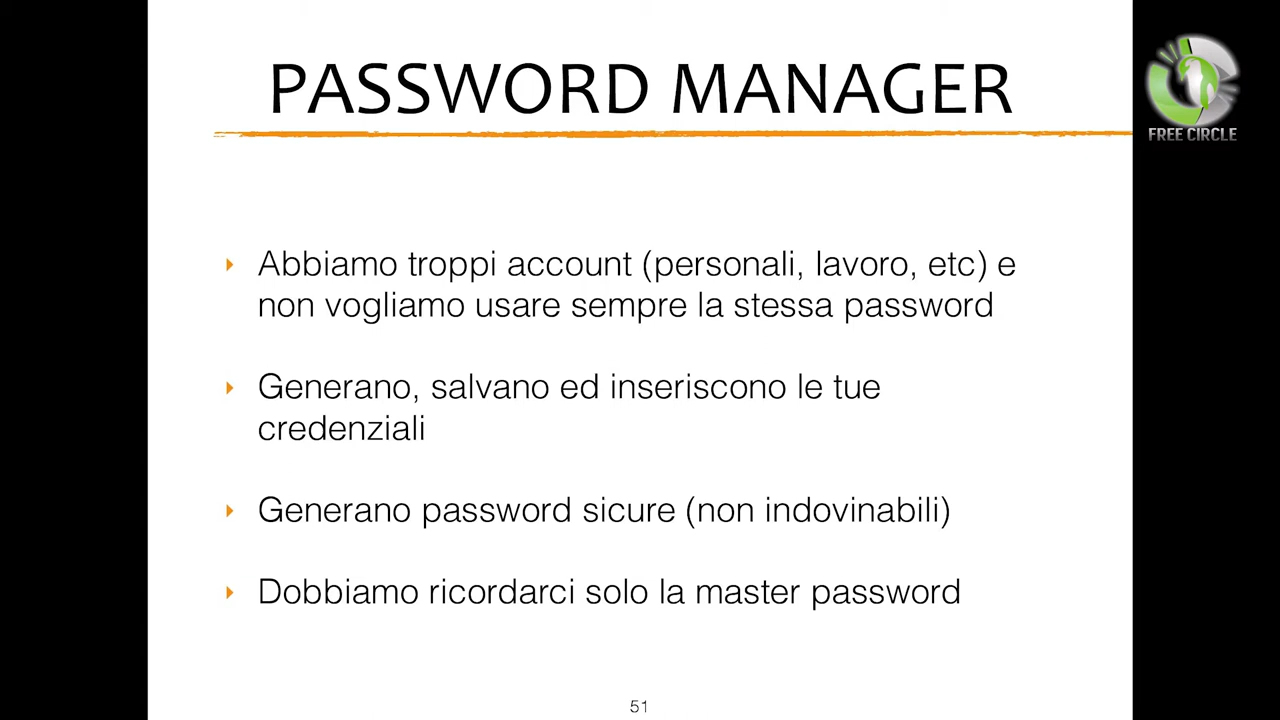 PASSWORD MANAGER
FREE CIRCLE
‣ Abbiamo troppi account (personali, lavoro, etc) e
non vogliamo usare sempre la stessa password
‣ Generano, salvano ed inseriscono le tue
credenziali
‣ Generano password sicure (non indovinabili)
‣ Dobbiamo ricordarci solo la master password
51